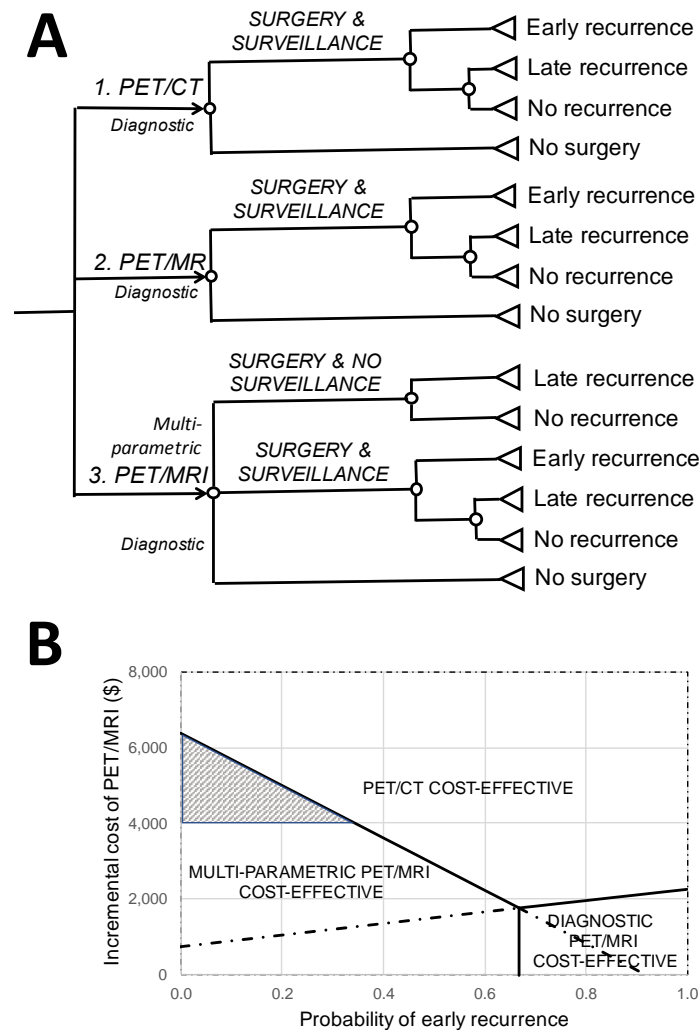 A
SURGERY &
SURVEILLANCE
Early recurrence
Late recurrence
No recurrence
No surgery
1. PET/CT
Diagnostic
SURGERY &
SURVEILLANCE
Early recurrence
Late recurrence
No recurrence
No surgery
2. PET/MR
Diagnostic
SURGERY & NO
SURVEILLANCE
Late recurrence
No recurrence
Multi-
parametric
3. PET/MRI
Diagnostic
SURGERY &
SURVEILLANCE
Early recurrence
Late recurrence
No recurrence
No surgery
B
Incremental cost of PET/MRI ($)
8,000
6,000
4,000
2,000
0
PET/CT COST-EFFECTIVE
MULTI-PARAMETRIC PET/MRI
COST-EFFECTIVE
DIAGNOSTIC
PET/MRI
COST-EFFECTIVE
0.0 0.2 0.4 0.6 0.8 1.0
Probability of early recurrence